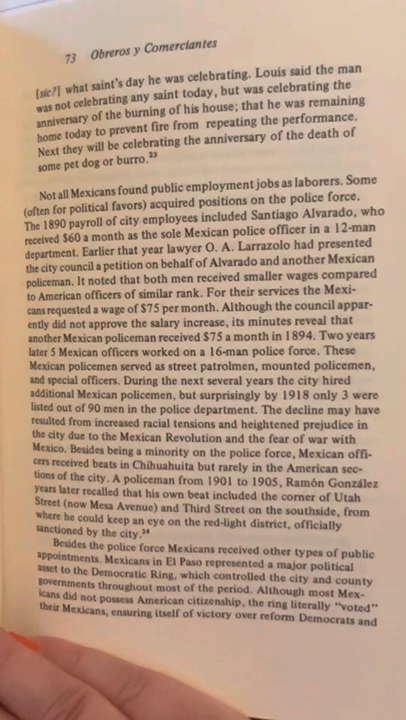 73 Obreros y Comerciantes
[sic?] what saint's day he was celebrating. Louis said the man
was not celebrating any saint today, but was celebrating the
anniversary of the burning of his house; that he was remaining
home today to prevent fire from repeating the performance.
Next they will be celebrating the anniversary of the death of
some pet dog or burro.23
Not all Mexicans found public employment jobs as laborers. Some
(often for political favors) acquired positions on the police force.
The 1890 payroll of city employees included Santiago Alvarado, who
received $60 a month as the sole Mexican police officer in a 12-man
department. Earlier that year lawyer O. A. Larrazolo had presented
the city council a petition on behalf of Alvarado and another Mexican
policeman. It noted that both men received smaller wages compared
to American officers of similar rank. For their services the Mexi-
cans requested a wage of $75 per month. Although the council appar-
ently did not approve the salary increase, its minutes reveal that
another Mexican policeman received $75 a month in 1894. Two years
later 5 Mexican officers worked on a 16-man police force. These
Mexican policemen served as street patrolmen, mounted policemen,
and special officers. During the next several years the city hired
additional Mexican policemen, but surprisingly by 1918 only 3 were
listed out of 90 men in the police department. The decline may have
resulted from increased racial tensions and heightened prejudice in
the city due to the Mexican Revolution and the fear of war with
Mexico. Besides being a minority on the police force, Mexican offi-
cers received beats in Chihuahuita but rarely in the American sec-
tions of the city. A policeman from 1901 to 1905, Ramón González
years later recalled that his own beat included the corner of Utah
Street (now Mesa Avenue) and Third Street on the southside, from
where he could keep an eye on the red-light district, officially
sanctioned by the city.24
Besides the police force Mexicans received other types of public
appointments. Mexicans in El Paso represented a major political
asset to the Democratic Ring, which controlled the city and county
governments throughout most of the period. Although most Mex-
icans did not possess American citizenship, the ring literally "voted"
their Mexicans, ensuring itself of victory over reform Democrats and